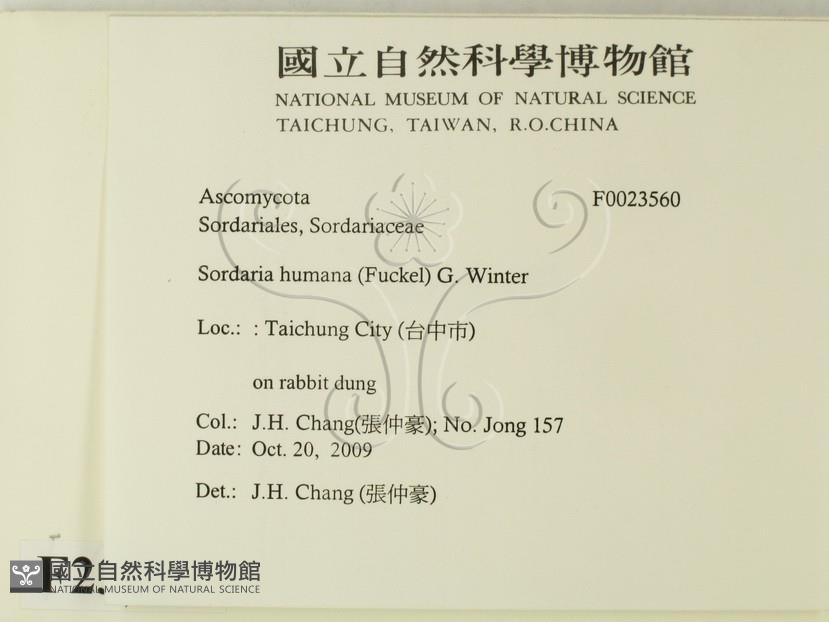 國立自然科學博物館
NATIONAL MUSEUM OF NATURAL SCIENCE
TAICHUNG, TAIWAN, R.O.CHINA
Ascomycota F0023560
Sordariales, Sordariaceae
Sordaria humana (Fuckel) G. Winter
Loc.: : Taichung City (台中市)
on rabbit dung
Col.: J.H. Chang(張仲豪); No. Jong 157
Date: Oct. 20, 2009
Det.: J.H. Chang (張仲豪)
F2
國立自然科學博物館
NATIONAL MUSEUM OF NATURAL SCIENCE